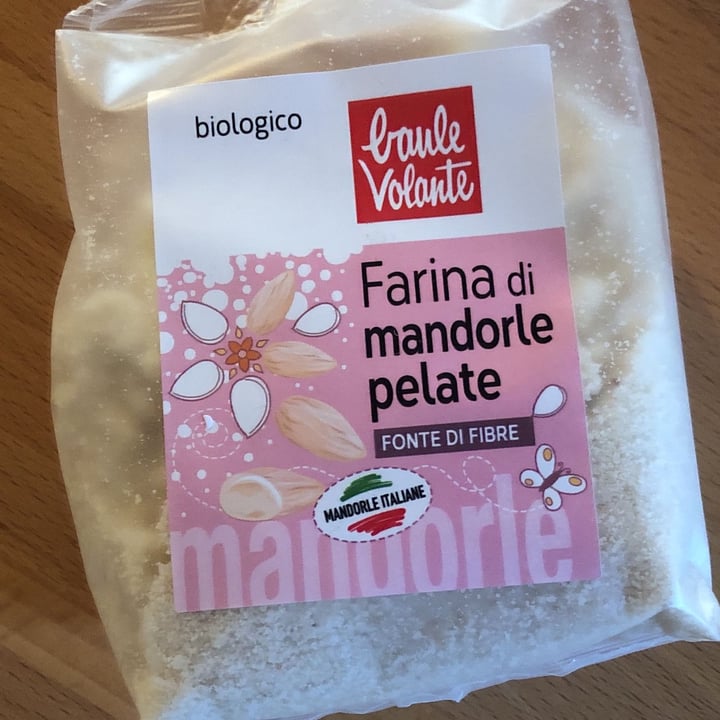 biologico
baule
Volante
Farina di
mandorle
pelate
FONTE DI FIBRE
MANDORLE ITALIANE
mandorle